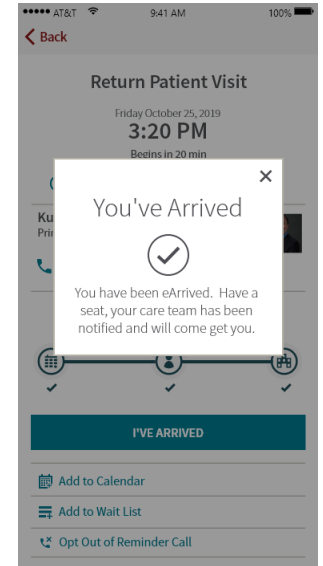 AT&T 9:41 AM 100%
Back
Return Patient Visit
Friday October 25, 2019
3:20 PM
Begins in 20 min
You've Arrived
You have been eArrived. Have a
seat, your care team has been
notified and will come get you.
I'VE ARRIVED
Add to Calendar
Add to Wait List
Opt Out of Reminder Call